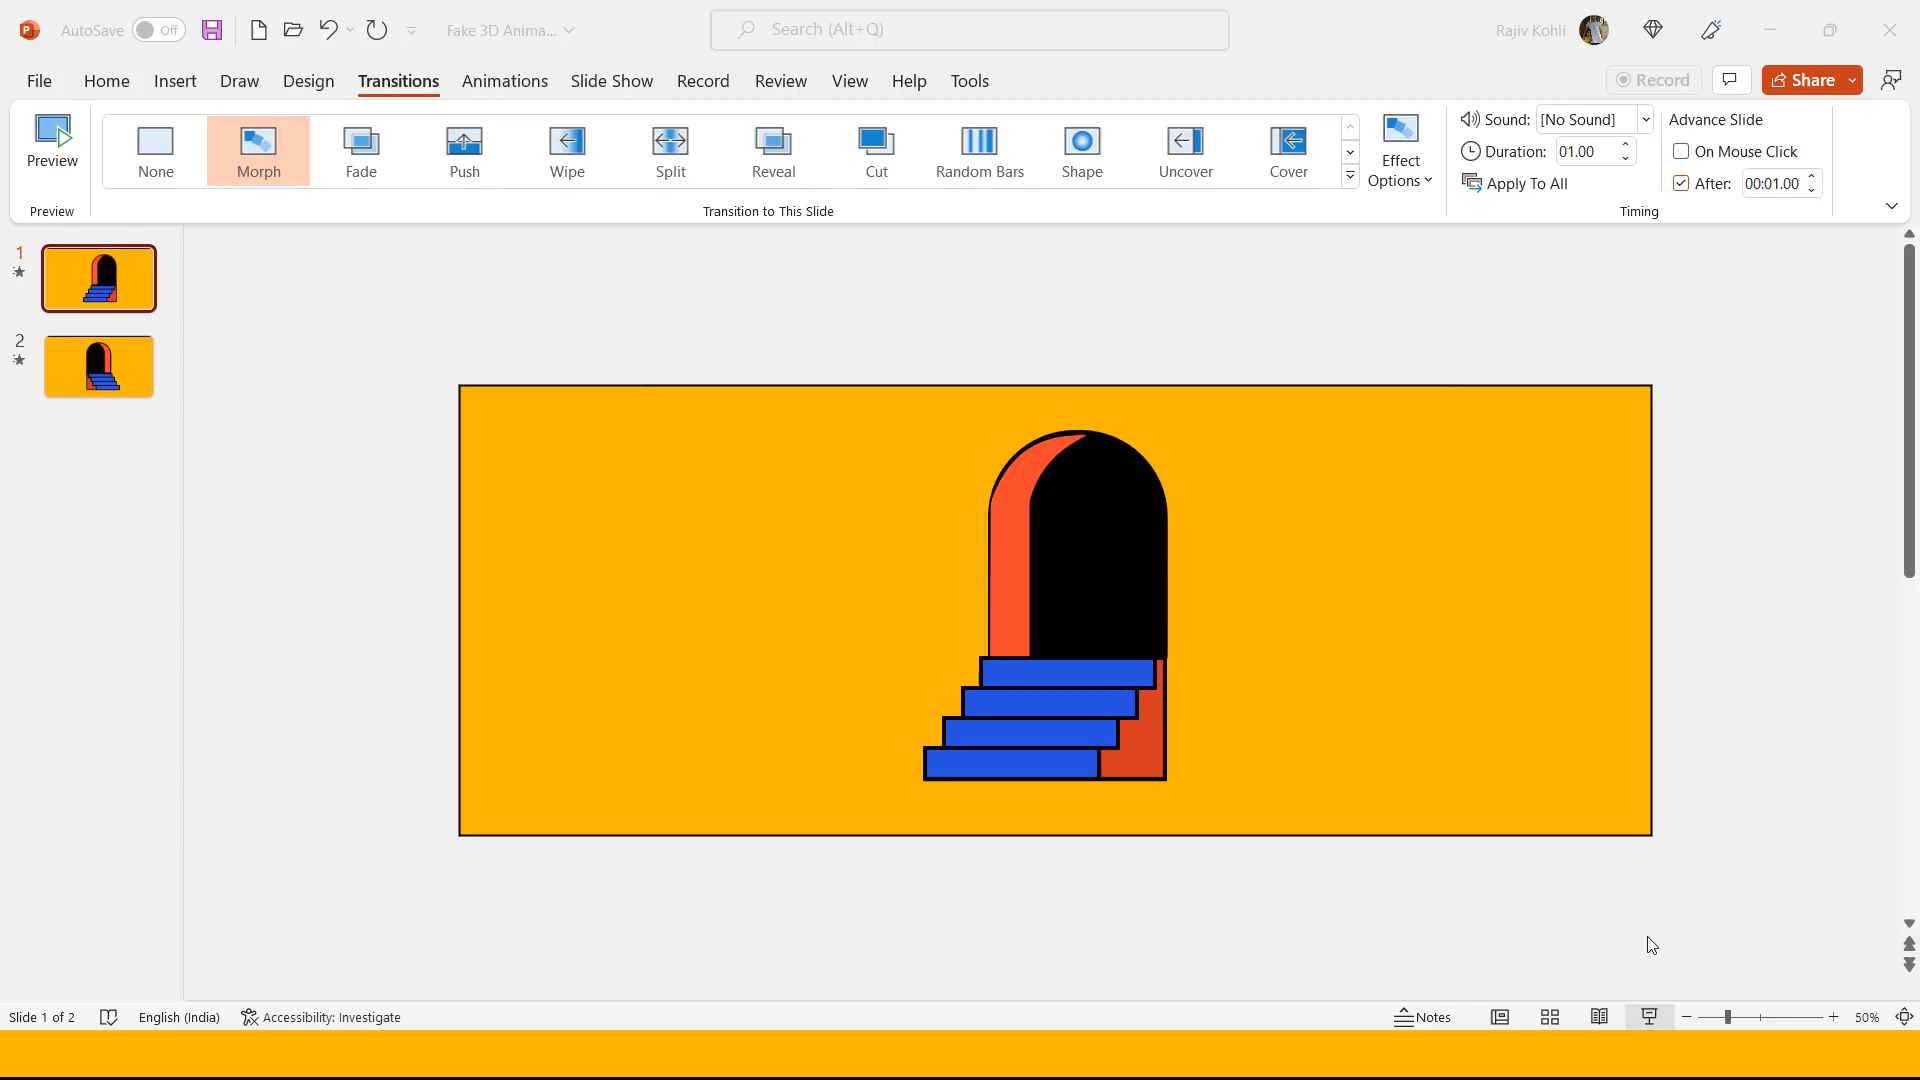 AutoSave Off Fake 3D Anima... Search (Alt+Q) Rajiv Kohli
File Home Insert Draw Design Transitions Animations Slide Show Record Review View Help Tools Record Share
Preview None Morph Fade Push Wipe Split Reveal Cut Random Bars Shape Uncover Cover Effect Options
Sound: [No Sound] Advance Slide
Duration: 01.00 On Mouse Click
Apply To All After: 00:01.00
Preview Transition to This Slide Timing
1
2
Slide 1 of 2 English (India) Accessibility: Investigate Notes 50%